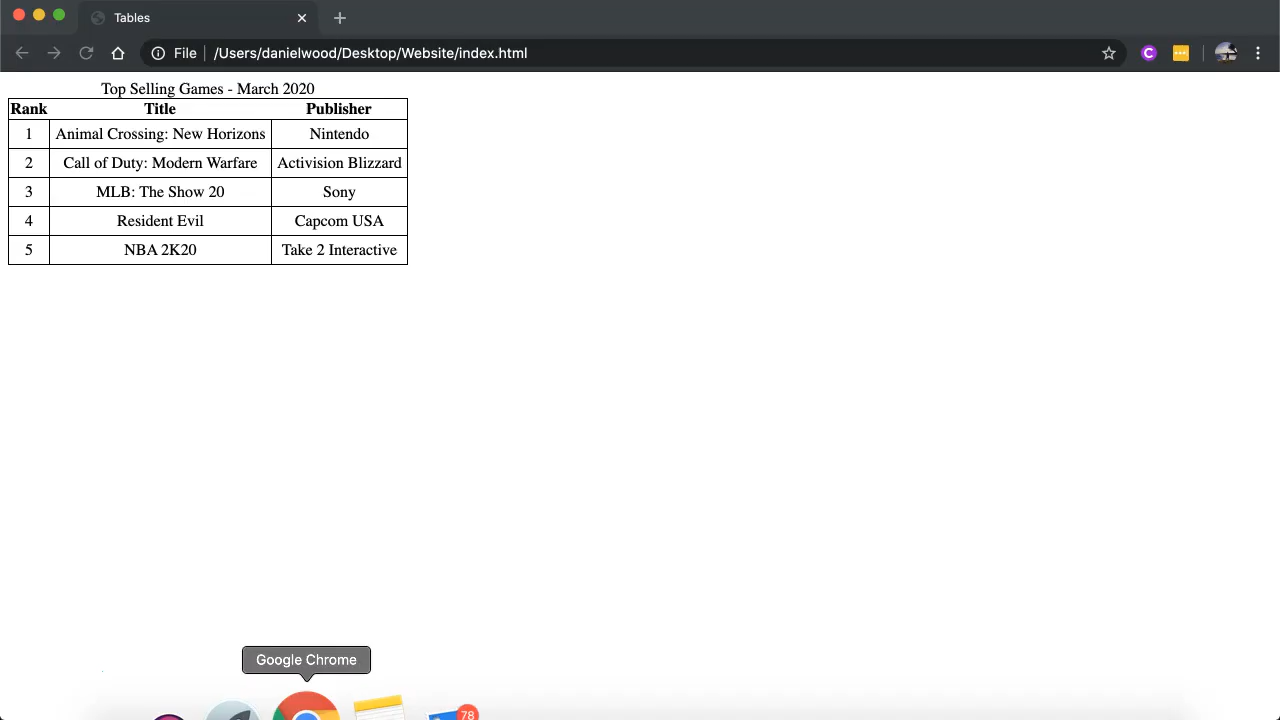 Tables
File /Users/danielwood/Desktop/Website/index.html
Top Selling Games - March 2020
Rank Title Publisher
1 Animal Crossing: New Horizons Nintendo
2 Call of Duty: Modern Warfare Activision Blizzard
3 MLB: The Show 20 Sony
4 Resident Evil Capcom USA
5 NBA 2K20 Take 2 Interactive
Google Chrome
78